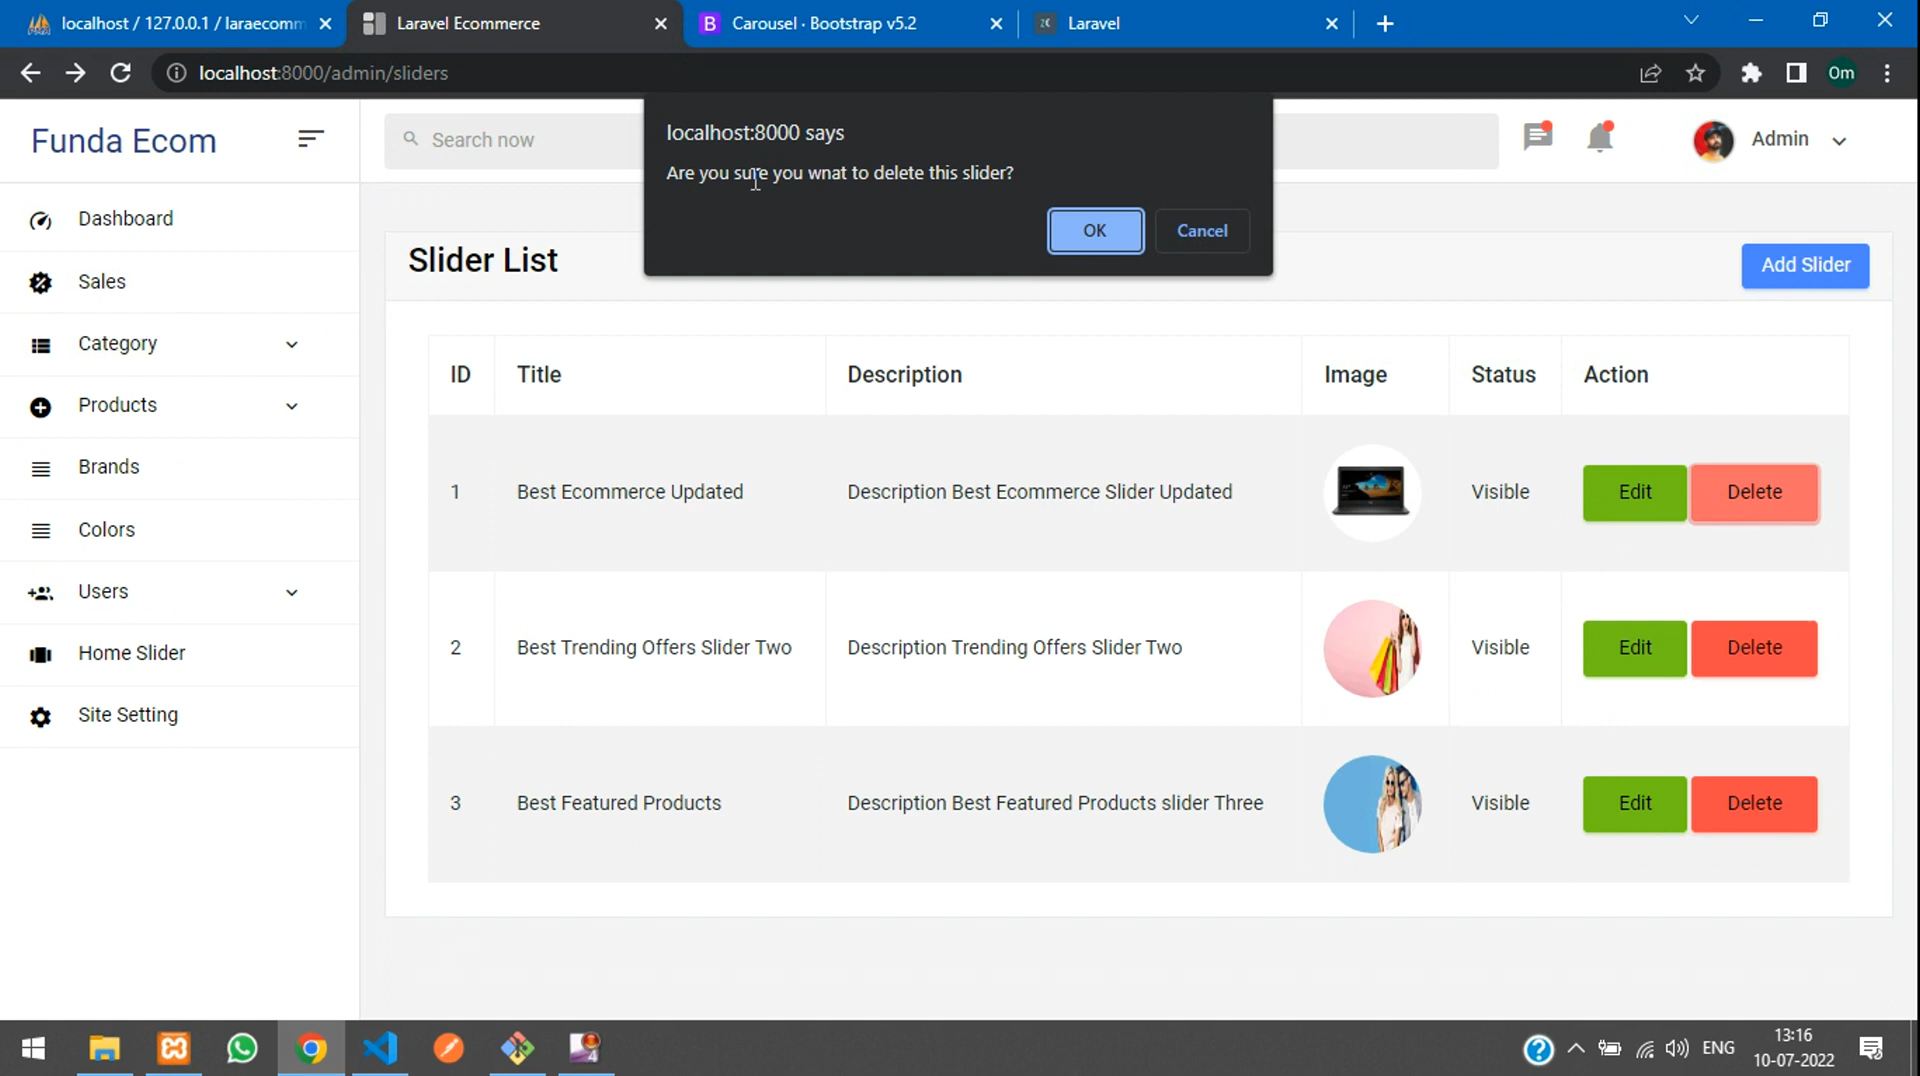 localhost / 127.0.0.1 / laraecomm
Laravel Ecommerce
Carousel · Bootstrap v5.2
Laravel
localhost:8000/admin/sliders
Om
Funda Ecom
Search now
Admin
localhost:8000 says
Are you sure you wnat to delete this slider?
OK
Cancel
Dashboard
Sales
Category
Products
Brands
Colors
Users
Home Slider
Site Setting
Slider List
Add Slider
ID Title Description Image Status Action
1 Best Ecommerce Updated Description Best Ecommerce Slider Updated Visible Edit Delete
2 Best Trending Offers Slider Two Description Trending Offers Slider Two Visible Edit Delete
3 Best Featured Products Description Best Featured Products slider Three Visible Edit Delete
4
ENG
13:16
10-07-2022